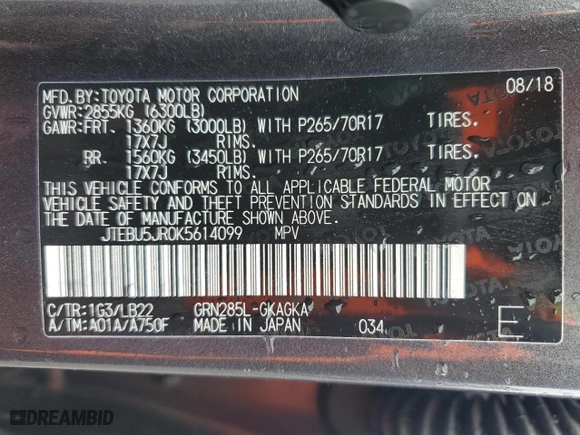 MFD.BY:TOYOTA MOTOR CORPORATION 08/18
GVWR:2855KG (6300LB)
GAWR:FRT. 1360KG (3000LB) WITH P265/70R17 TIRES.
17X7J RIMS.
RR. 1560KG (3450LB) WITH P265/70R17 TIRES.
17X7J RIMS.
THIS VEHICLE CONFORMS TO ALL APPLICABLE FEDERAL MOTOR
VEHICLE SAFETY AND THEFT PREVENTION STANDARDS IN EFFECT ON
THE DATE OF MANUFACTURE SHOWN ABOVE.
JTEBU5JR0K5614099 MPV
C/TR:1G3/LB22 GRN285L-GKAGKA
A/TM:A01A/A750F MADE IN JAPAN 034 E
DREAMBID